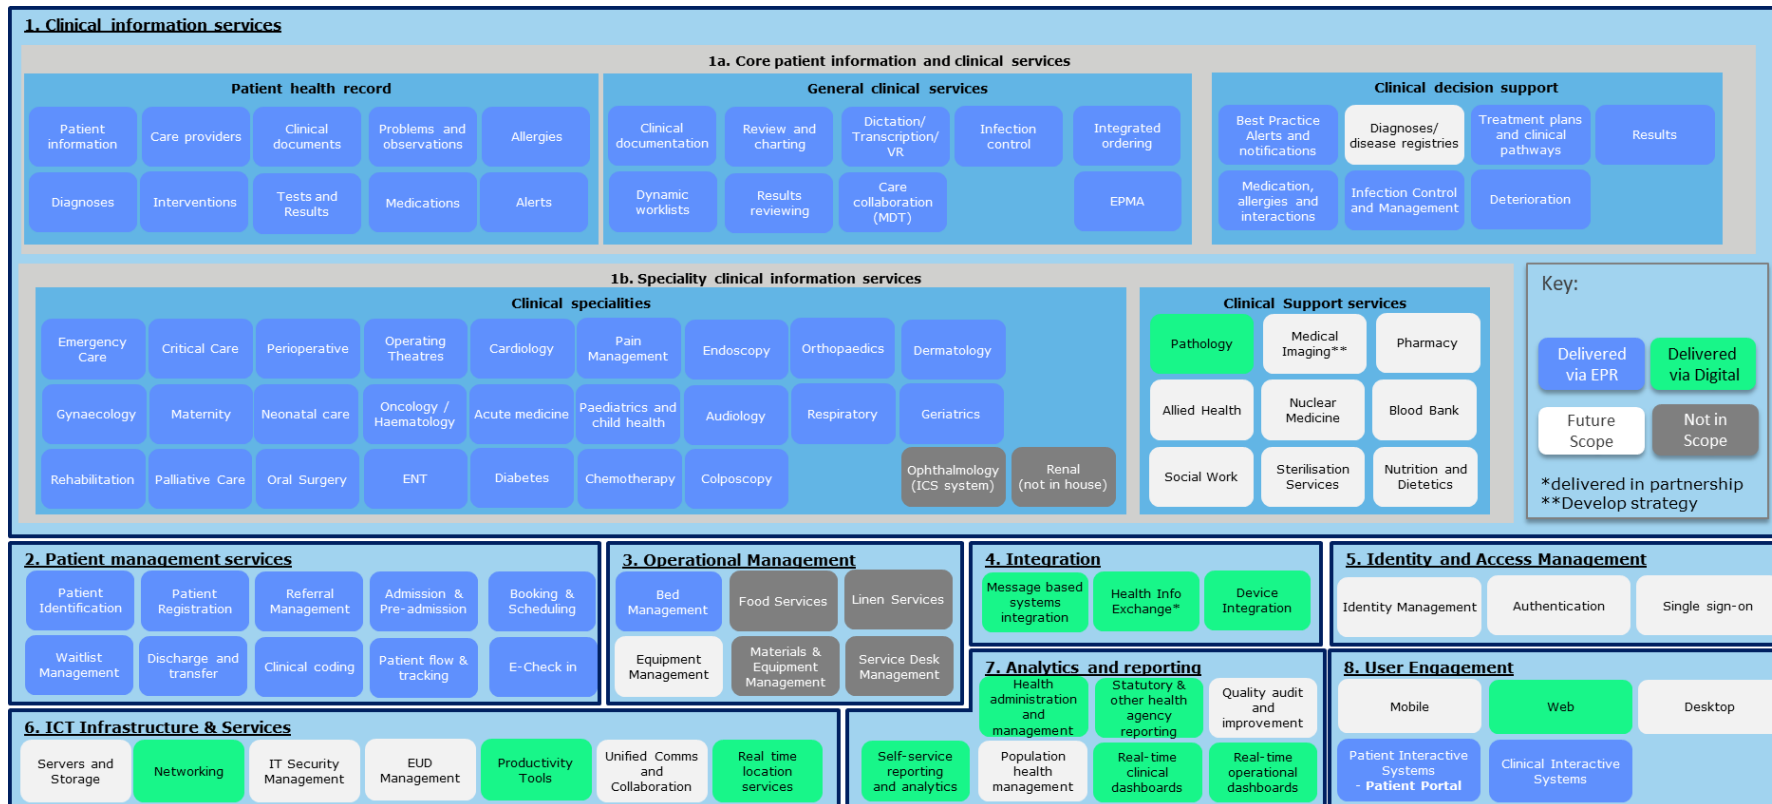 1. Clinical information services
1a. Core patient information and clinical services
Patient health record
Patient
information
Care providers
Clinical
documents
Problems and
observations
Allergies
Diagnoses
Interventions
Tests and
Results
Medications
Alerts
General clinical services
Clinical
documentation
Review and
charting
Dictation/
Transcription/
VR
Infection
control
Integrated
ordering
Dynamic
worklists
Results
reviewing
Care
collaboration
(MDT)
EPMA
Clinical decision support
Best Practice
Alerts and
notifications
Diagnoses/
disease registries
Treatment plans
and clinical
pathways
Results
Medication,
allergies and
interactions
Infection Control
and Management
Deterioration
1b. Speciality clinical information services
Clinical specialities
Emergency
Care
Critical Care
Perioperative
Operating
Theatres
Cardiology
Pain
Management
Endoscopy
Orthopaedics
Dermatology
Gynaecology
Maternity
Neonatal care
Oncology /
Haematology
Acute medicine
Paediatrics and
child health
Audiology
Respiratory
Geriatrics
Rehabilitation
Palliative Care
Oral Surgery
ENT
Diabetes
Chemotherapy
Colposcopy
Ophthalmology
(ICS system)
Renal
(not in house)
Clinical Support services
Pathology
Medical
Imaging**
Pharmacy
Allied Health
Nuclear
Medicine
Blood Bank
Social Work
Sterilisation
Services
Nutrition and
Dietetics
Key:
Delivered
via EPR
Delivered
via Digital
Future
Scope
Not in
Scope
*delivered in partnership
**Develop strategy
2. Patient management services
Patient
Identification
Patient
Registration
Referral
Management
Admission &
Pre-admission
Booking &
Scheduling
Waitlist
Management
Discharge and
transfer
Clinical coding
Patient flow &
tracking
E-Check in
3. Operational Management
Bed
Management
Food Services
Linen Services
Equipment
Management
Materials &
Equipment
Management
Service Desk
Management
4. Integration
Message based
systems
integration
Health Info
Exchange*
Device
Integration
5. Identity and Access Management
Identity Management
Authentication
Single sign-on
6. ICT Infrastructure & Services
Servers and
Storage
Networking
IT Security
Management
EUD
Management
Productivity
Tools
Unified Comms
and
Collaboration
Real time
location
services
7. Analytics and reporting
Health
administration
and
management
Statutory &
other health
agency
reporting
Quality audit
and
improvement
Self-service
reporting
and analytics
Population
health
management
Real-time
clinical
dashboards
Real-time
operational
dashboards
8. User Engagement
Mobile
Web
Desktop
Patient Interactive
Systems
- Patient Portal
Clinical Interactive
Systems